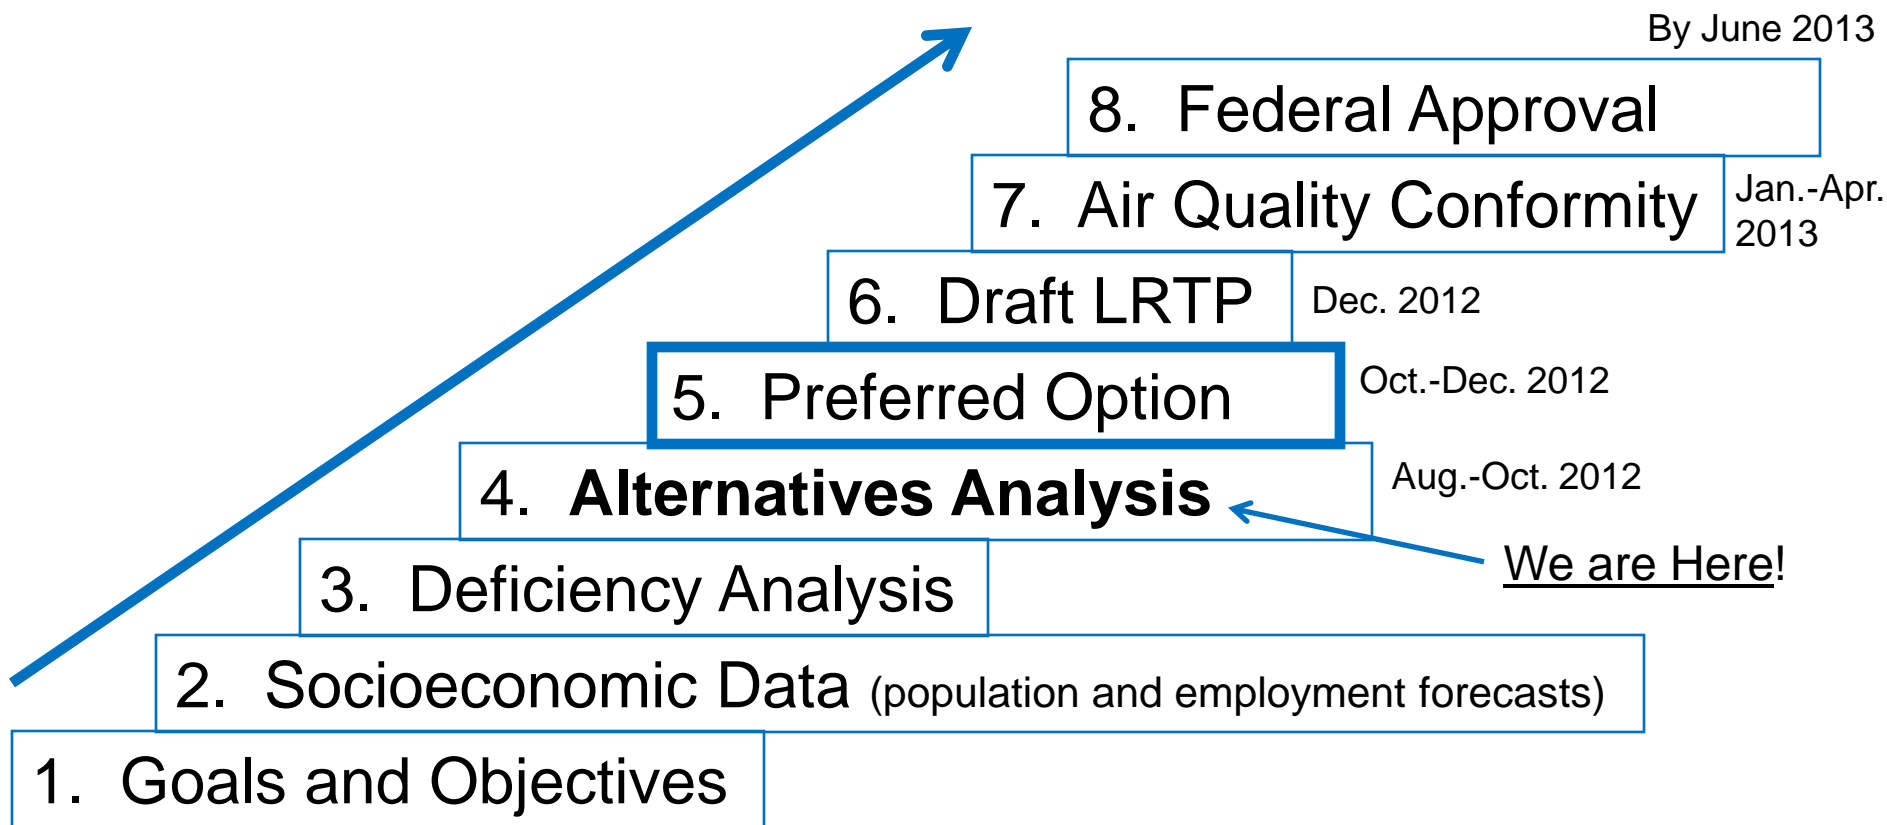 By June 2013
8. Federal Approval
7. Air Quality Conformity
Jan.-Apr.
2013
6. Draft LRTP
Dec. 2012
5. Preferred Option
Oct.-Dec. 2012
4. Alternatives Analysis
Aug.-Oct. 2012
We are Here!
3. Deficiency Analysis
2. Socioeconomic Data (population and employment forecasts)
1. Goals and Objectives